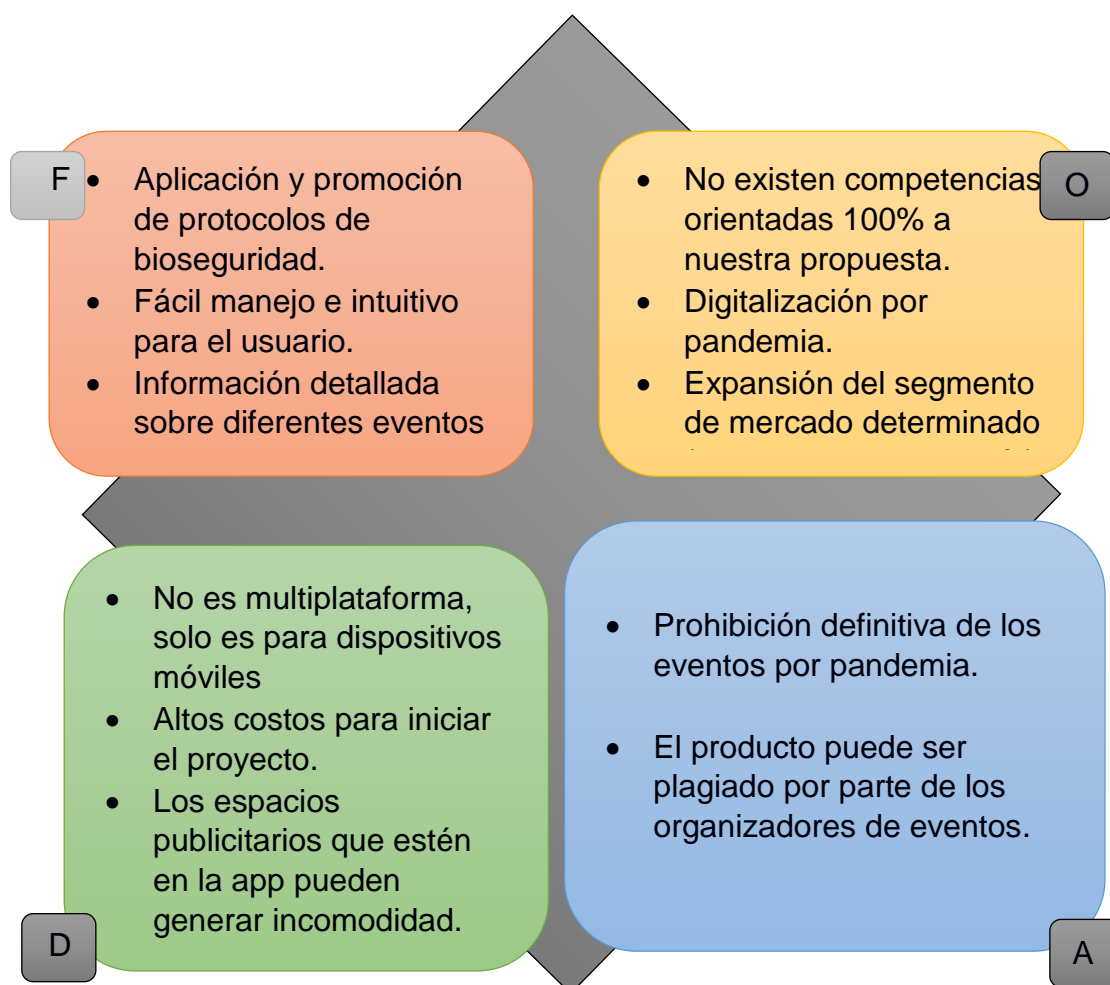 F
• Aplicación y promoción
de protocolos de
bioseguridad.
• Fácil manejo e intuitivo
para el usuario.
• Información detallada
sobre diferentes eventos
O
• No existen competencias
orientadas 100% a
nuestra propuesta.
• Digitalización por
pandemia.
• Expansión del segmento
de mercado determinado
• No es multiplataforma,
solo es para dispositivos
móviles
• Altos costos para iniciar
el proyecto.
• Los espacios
publicitarios que estén
en la app pueden
generar incomodidad.
D
• Prohibición definitiva de los
eventos por pandemia.
• El producto puede ser
plagiado por parte de los
organizadores de eventos.
A